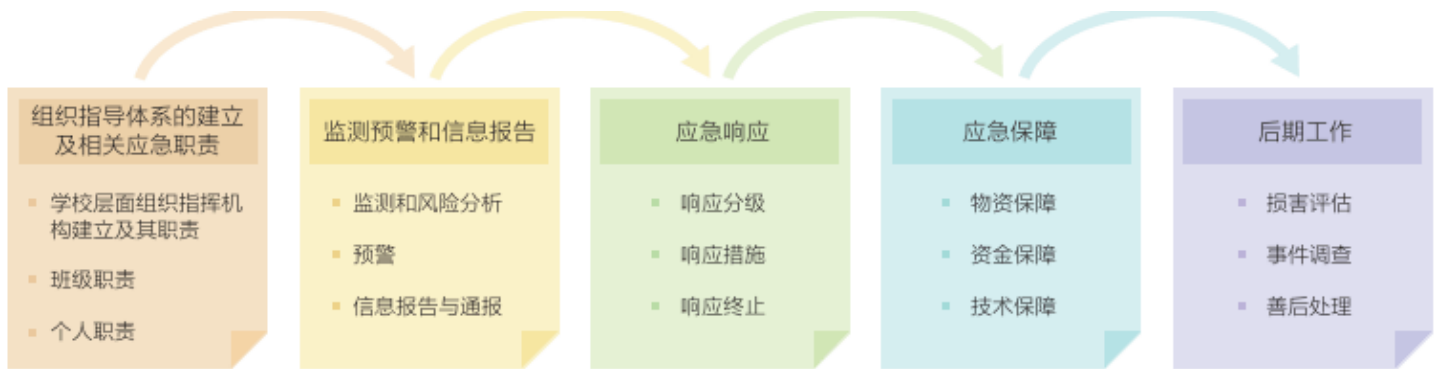 组织指导体系的建立
及相关应急职责
学校层面组织指挥机
构建立及其职责
班级职责
个人职责
监测预警和信息报告
监测和风险分析
预警
信息报告与通报
应急响应
响应分级
响应措施
响应终止
应急保障
物资保障
资金保障
技术保障
后期工作
损害评估
事件调查
善后处理